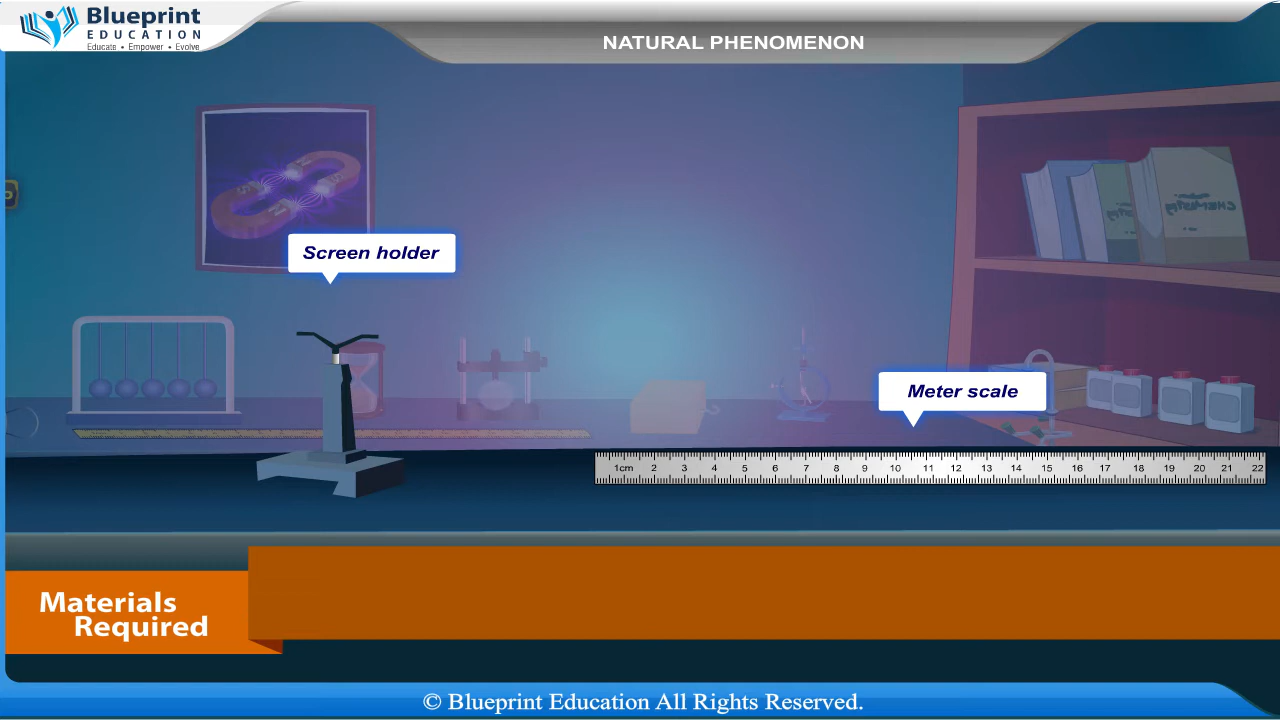 Blueprint
EDUCATION
Educate • Empower • Evolve
NATURAL PHENOMENON
Screen holder
Meter scale
1cm 2 3 4 5 6 7 8 9 10 11 12 13 14 15 16 17 18 19 20 21 22
Materials
Required
© Blueprint Education All Rights Reserved.